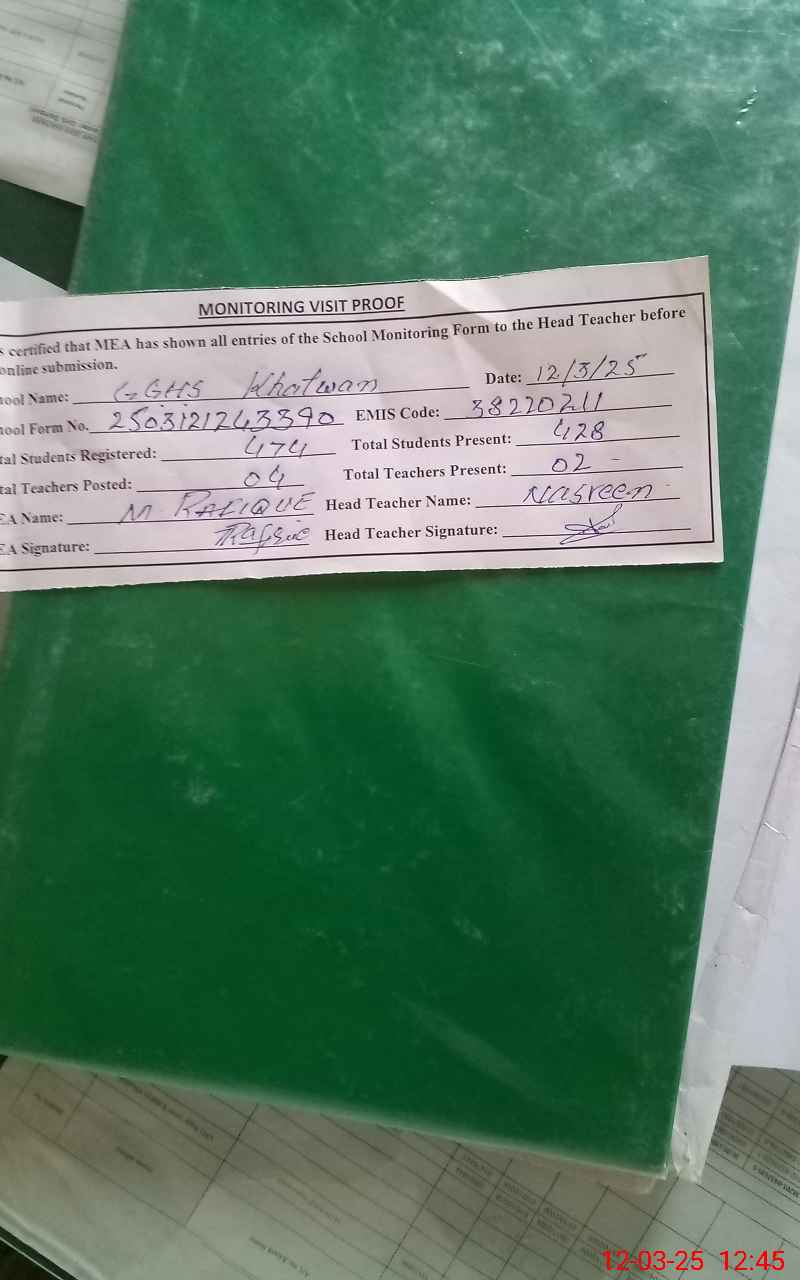 MONITORING VISIT PROOF
s certified that MEA has shown all entries of the School Monitoring Form to the Head Teacher before
online submission.
ool Name: GGHS Khatwan Date: 12/3/25
ool Form No. 2503121243390 EMIS Code: 38220211
tal Students Registered: 474 Total Students Present: 428
tal Teachers Posted: 04 Total Teachers Present: 02
EA Name: M RAFIQUE Head Teacher Name: Nasreen
EA Signature: Rafique Head Teacher Signature:
12-03-25 12:45